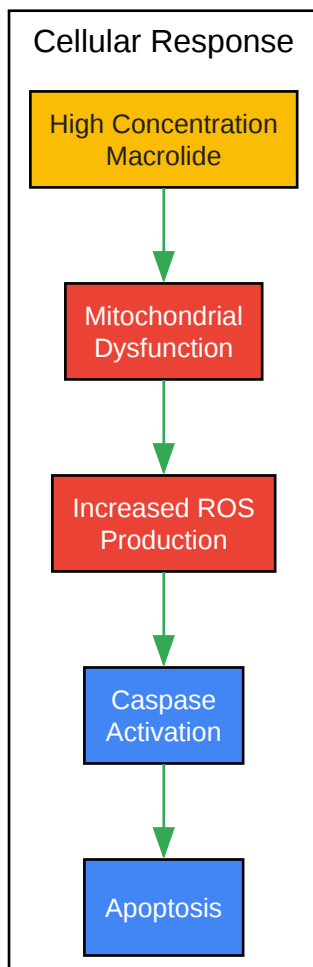 Cellular Response
High Concentration
Macrolide
Mitochondrial
Dysfunction
Increased ROS
Production
Caspase
Activation
Apoptosis